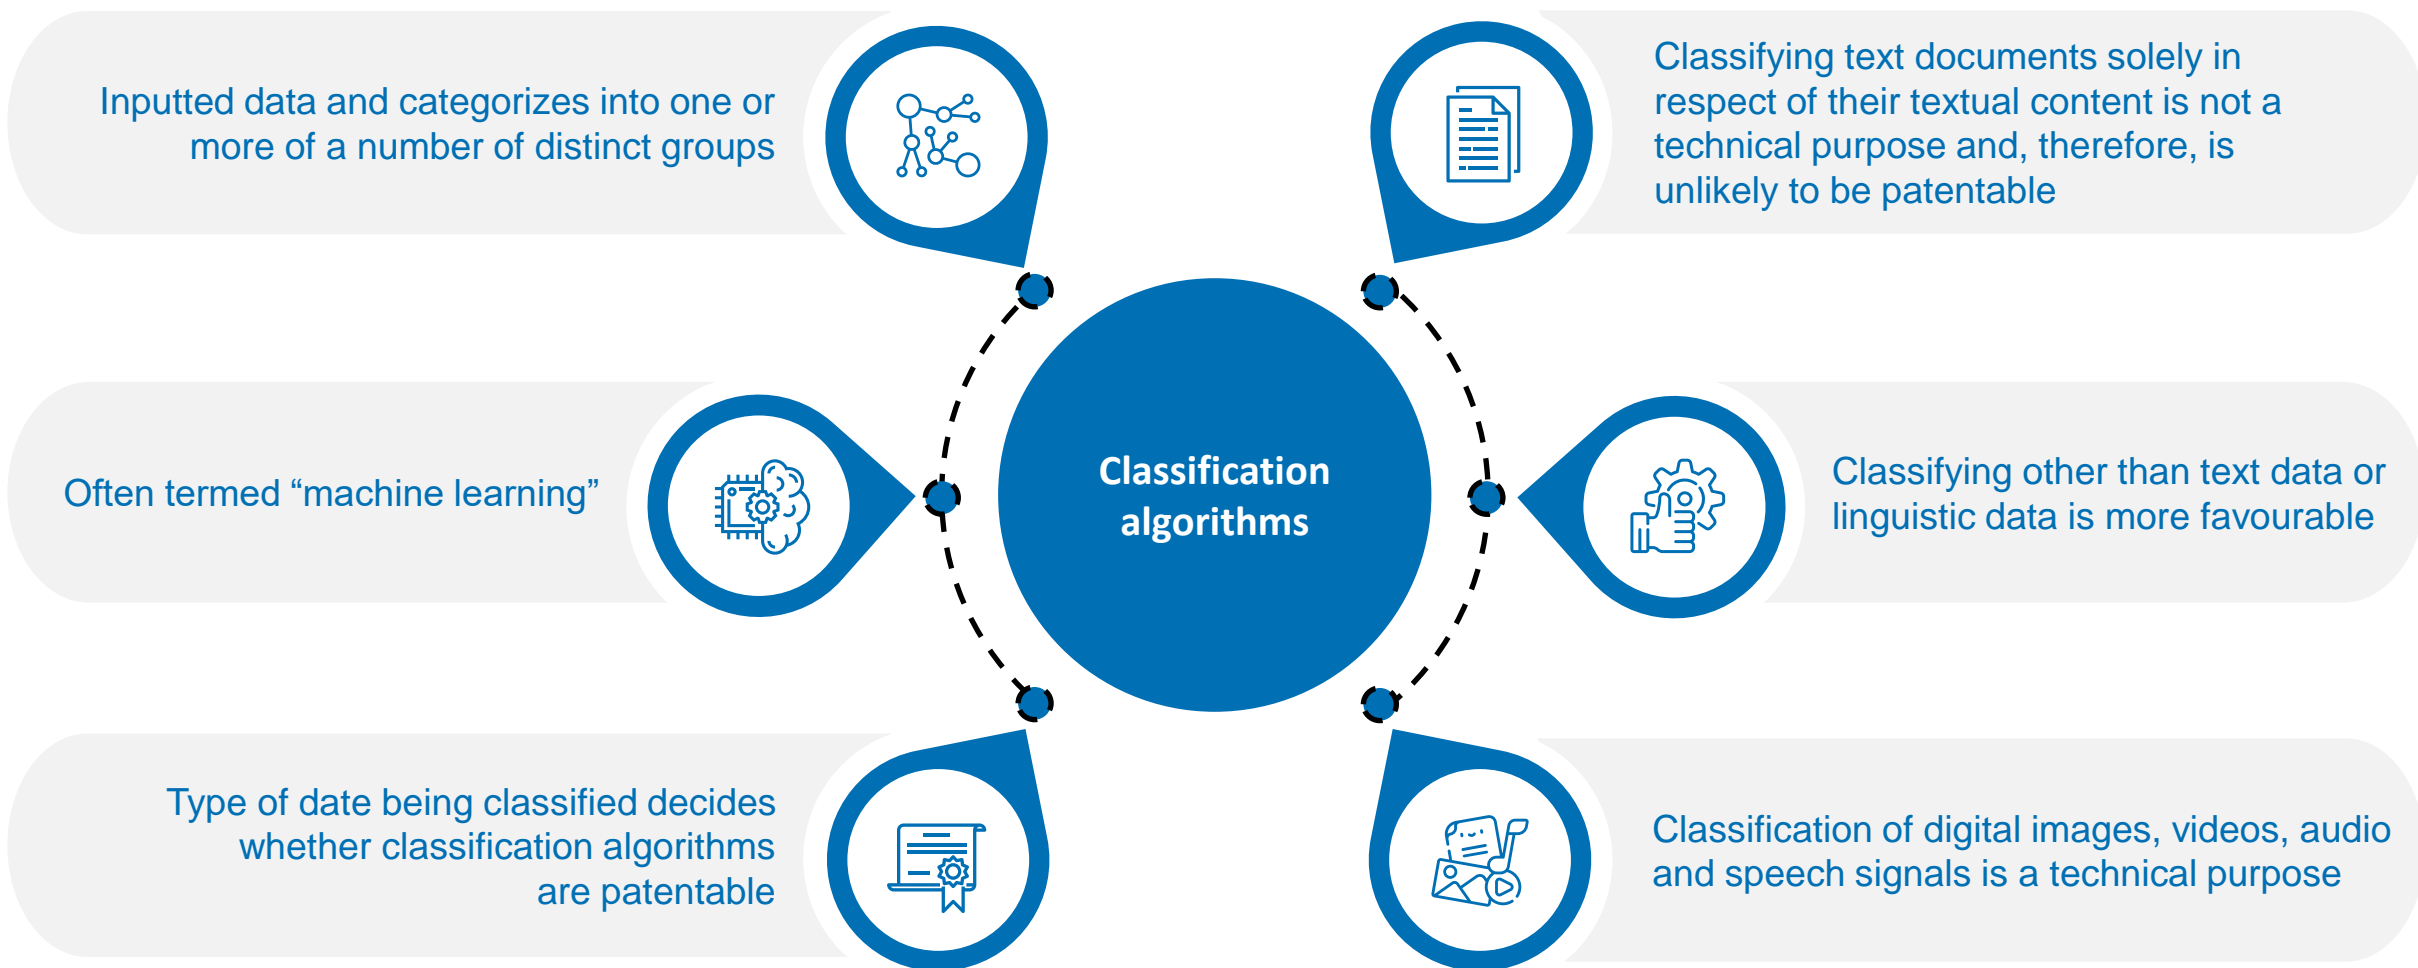 Inputted data and categorizes into one or
more of a number of distinct groups
Often termed “machine learning”
Type of date being classified decides
whether classification algorithms
are patentable
Classification
algorithms
Classifying text documents solely in
respect of their textual content is not a
technical purpose and, therefore, is
unlikely to be patentable
Classifying other than text data or
linguistic data is more favourable
Classification of digital images, videos, audio
and speech signals is a technical purpose